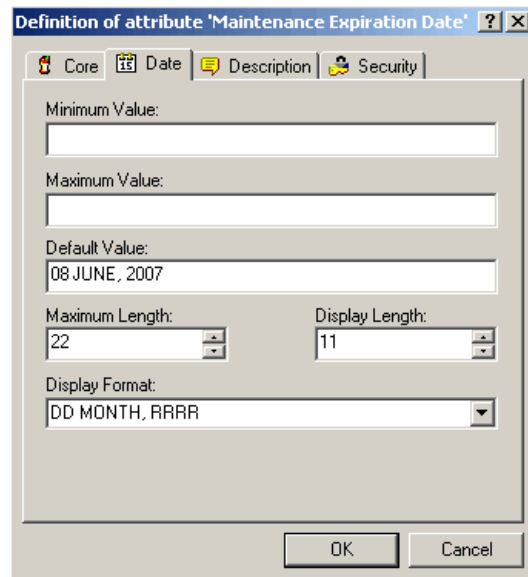 Definition of attribute 'Maintenance Expiration Date' ? X
Core 15 Date Description Security
Minimum Value:
Maximum Value:
Default Value:
08 JUNE, 2007
Maximum Length: Display Length:
22 11
Display Format:
DD MONTH, RRRR
OK Cancel